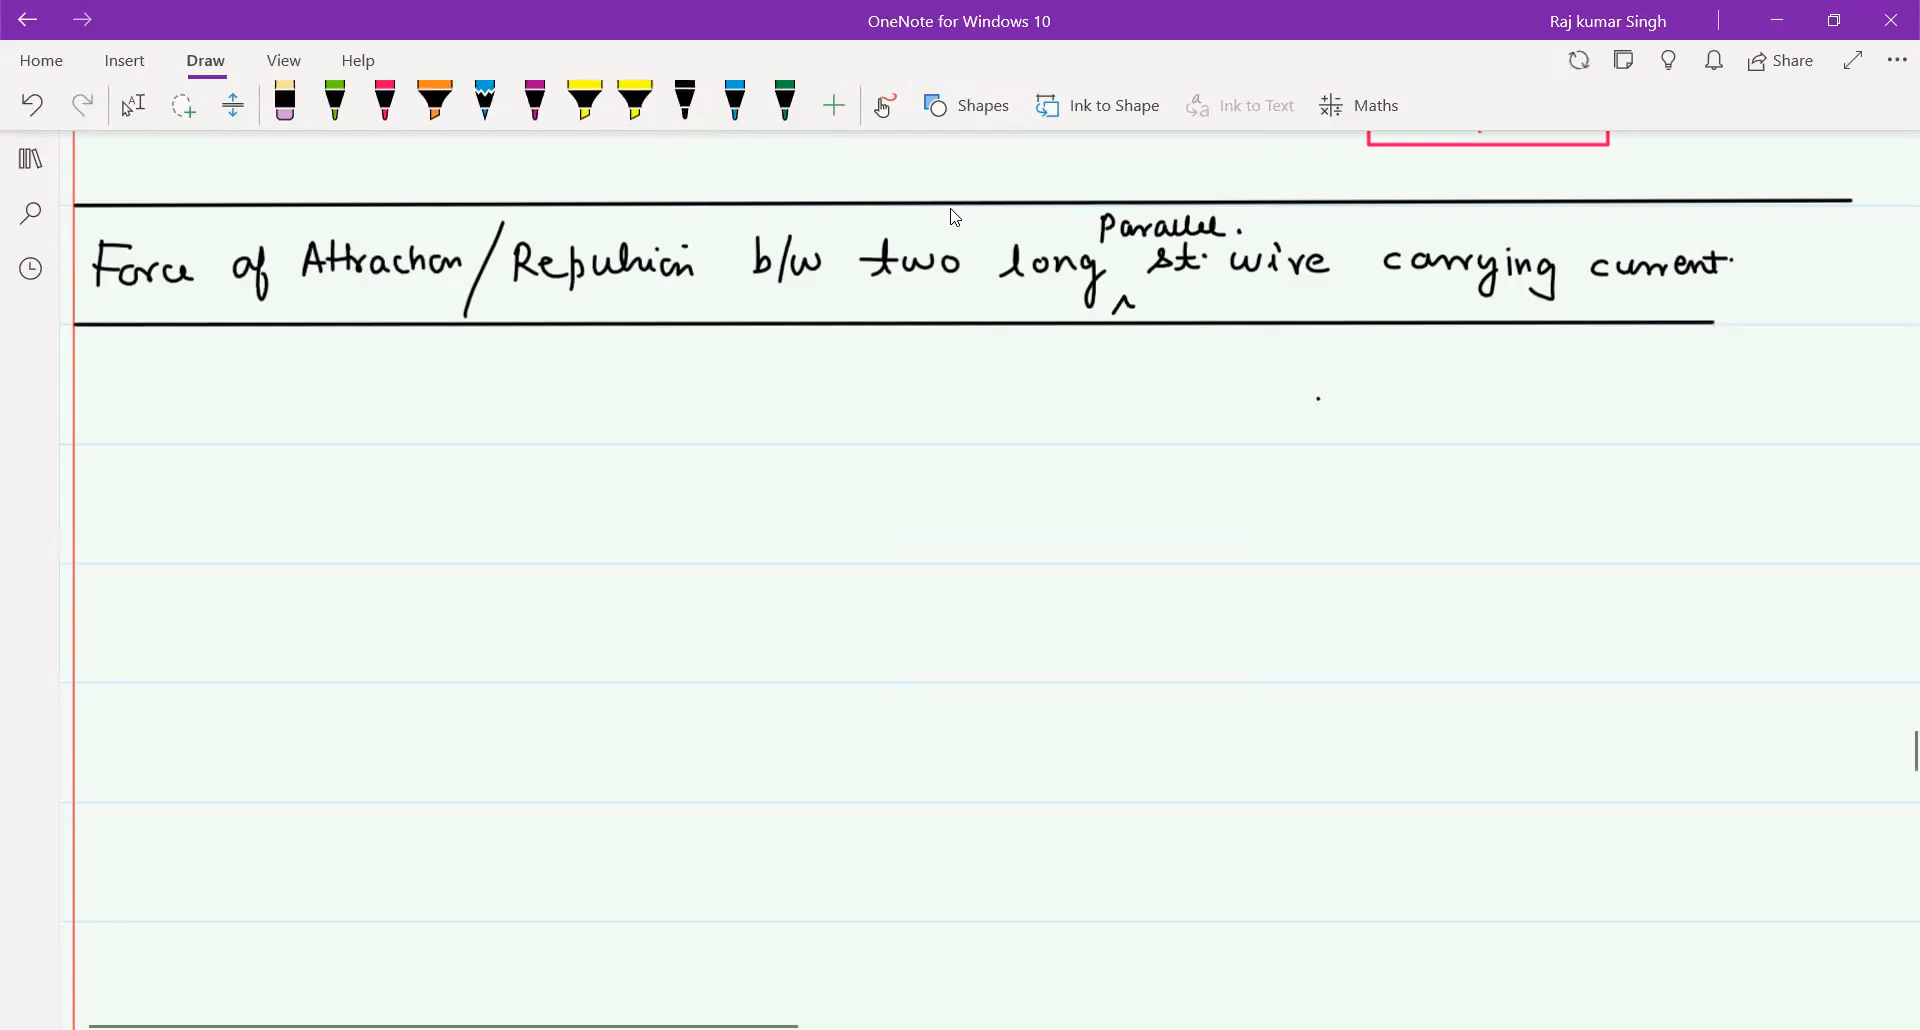 OneNote for Windows 10
Raj kumar Singh
Home Insert Draw View Help
Share
Shapes Ink to Shape Ink to Text Maths
Parallel.
Force of Attraction/Repulsion b/w two long ^ st. wire carrying current.